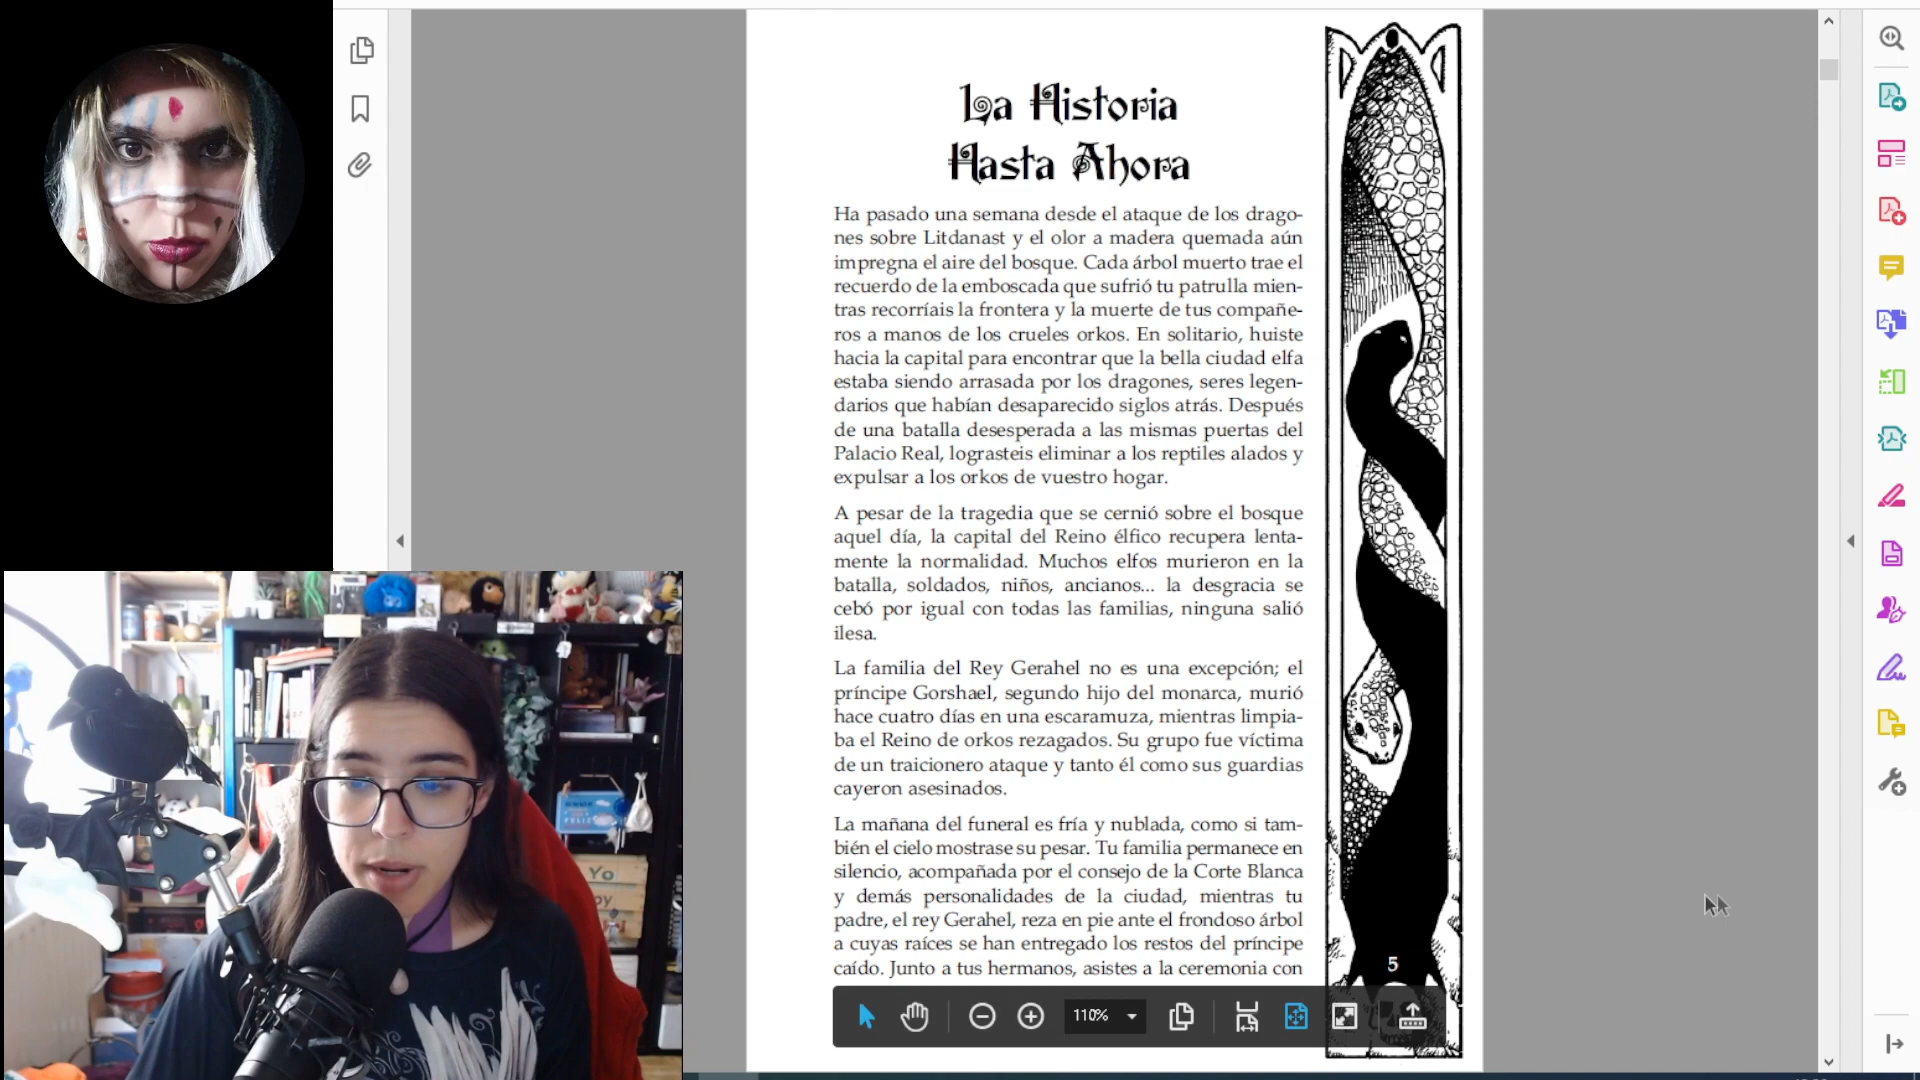 La Historia
Hasta Ahora
Ha pasado una semana desde el ataque de los drago-
nes sobre Litdanast y el olor a madera quemada aún
impregna el aire del bosque. Cada árbol muerto trae el
recuerdo de la emboscada que sufrió tu patrulla mien-
tras recorríais la frontera y la muerte de tus compañe-
ros a manos de los crueles orkos. En solitario, huiste
hacia la capital para encontrar que la bella ciudad elfa
estaba siendo arrasada por los dragones, seres legen-
darios que habían desaparecido siglos atrás. Después
de una batalla desesperada a las mismas puertas del
Palacio Real, lograsteis eliminar a los reptiles alados y
expulsar a los orkos de vuestro hogar.
A pesar de la tragedia que se cernió sobre el bosque
aquel día, la capital del Reino élfico recupera lenta-
mente la normalidad. Muchos elfos murieron en la
batalla, soldados, niños, ancianos... la desgracia se
cebó por igual con todas las familias, ninguna salió
ilesa.
La familia del Rey Gerahel no es una excepción; el
príncipe Gorshael, segundo hijo del monarca, murió
hace cuatro días en una escaramuza, mientras limpia-
ba el Reino de orkos rezagados. Su grupo fue víctima
de un traicionero ataque y tanto él como sus guardias
cayeron asesinados.
La mañana del funeral es fría y nublada, como si tam-
bién el cielo mostrase su pesar. Tu familia permanece en
silencio, acompañada por el consejo de la Corte Blanca
y demás personalidades de la ciudad, mientras tu
padre, el rey Gerahel, reza en pie ante el frondoso árbol
a cuyas raíces se han entregado los restos del príncipe
caído. Junto a tus hermanos, asistes a la ceremonia con
5
110%
Yo